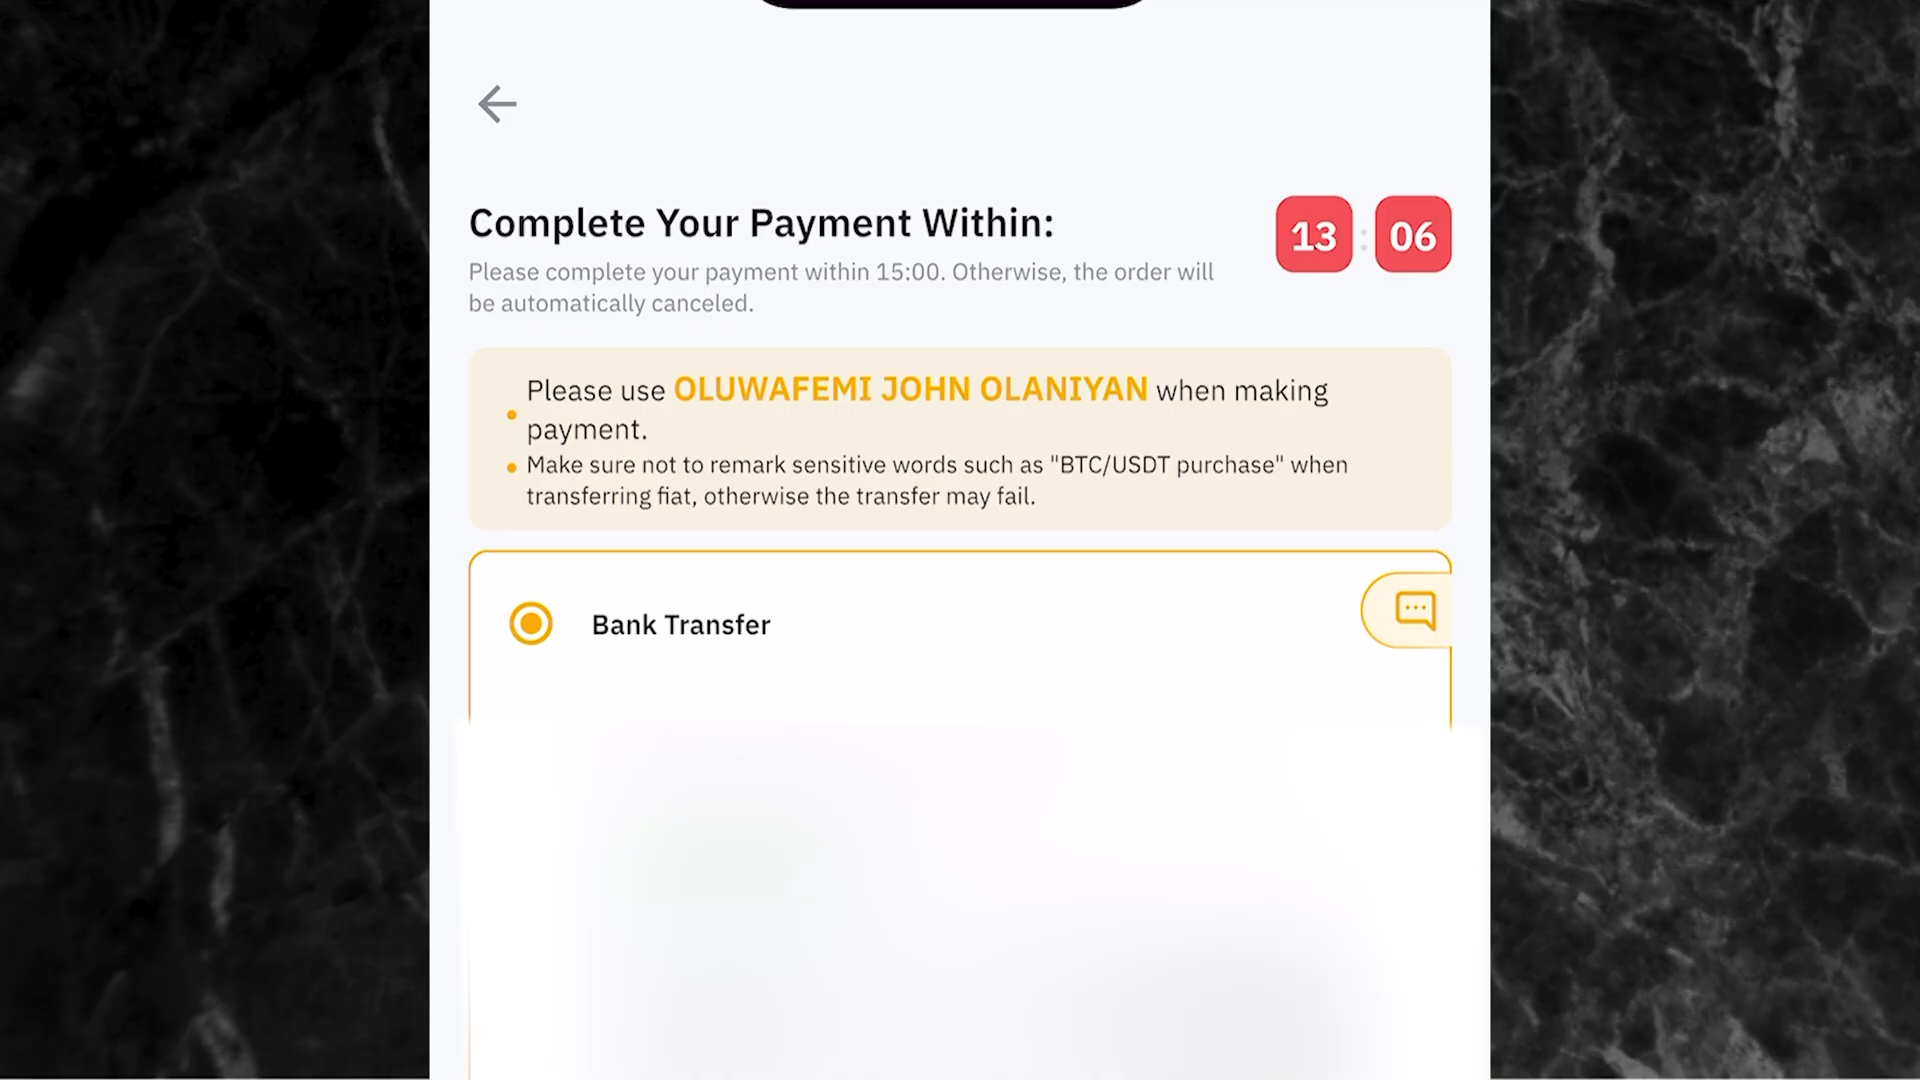 Complete Your Payment Within:
13 : 06
Please complete your payment within 15:00. Otherwise, the order will
be automatically canceled.
Please use OLUWAFEMI JOHN OLANIYAN when making
payment.
Make sure not to remark sensitive words such as "BTC/USDT purchase" when
transferring fiat, otherwise the transfer may fail.
Bank Transfer